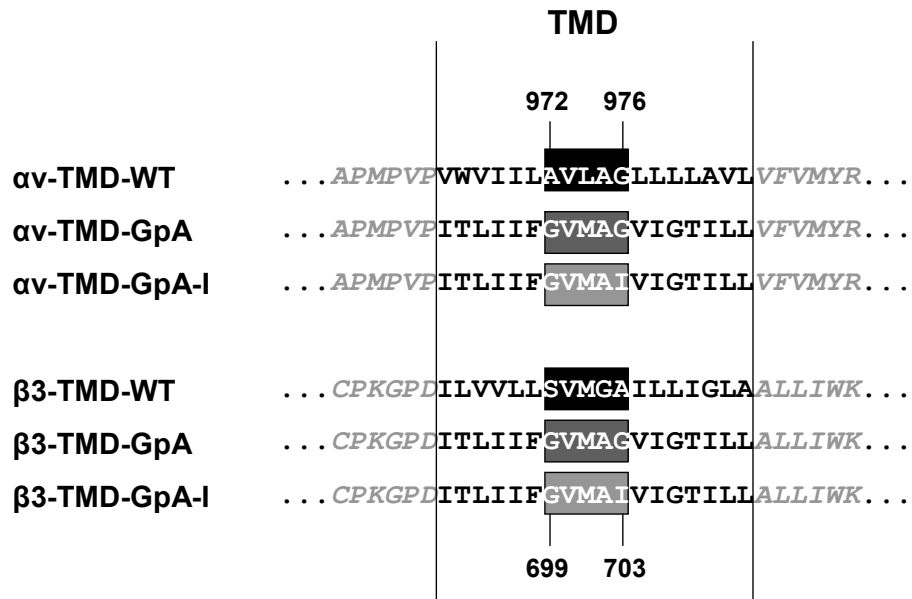 TMD
972 976
αv-TMD-WT ...APMPVPVWVIILAVLAGLLLLAVLVFVMYR...
αv-TMD-GpA ...APMPVPITLIIFGVMAGVIGTILLVFVMYR...
αv-TMD-GpA-I ...APMPVPITLIIFGVMAIVIGTILLVFVMYR...
β3-TMD-WT ...CPKGPDILVVLLSVMGAILLIGLAALLIWK...
β3-TMD-GpA ...CPKGPDITLIIFGVMAGVIGTILLALLIWK...
β3-TMD-GpA-I ...CPKGPDITLIIFGVMAIVIGTILLALLIWK...
699 703